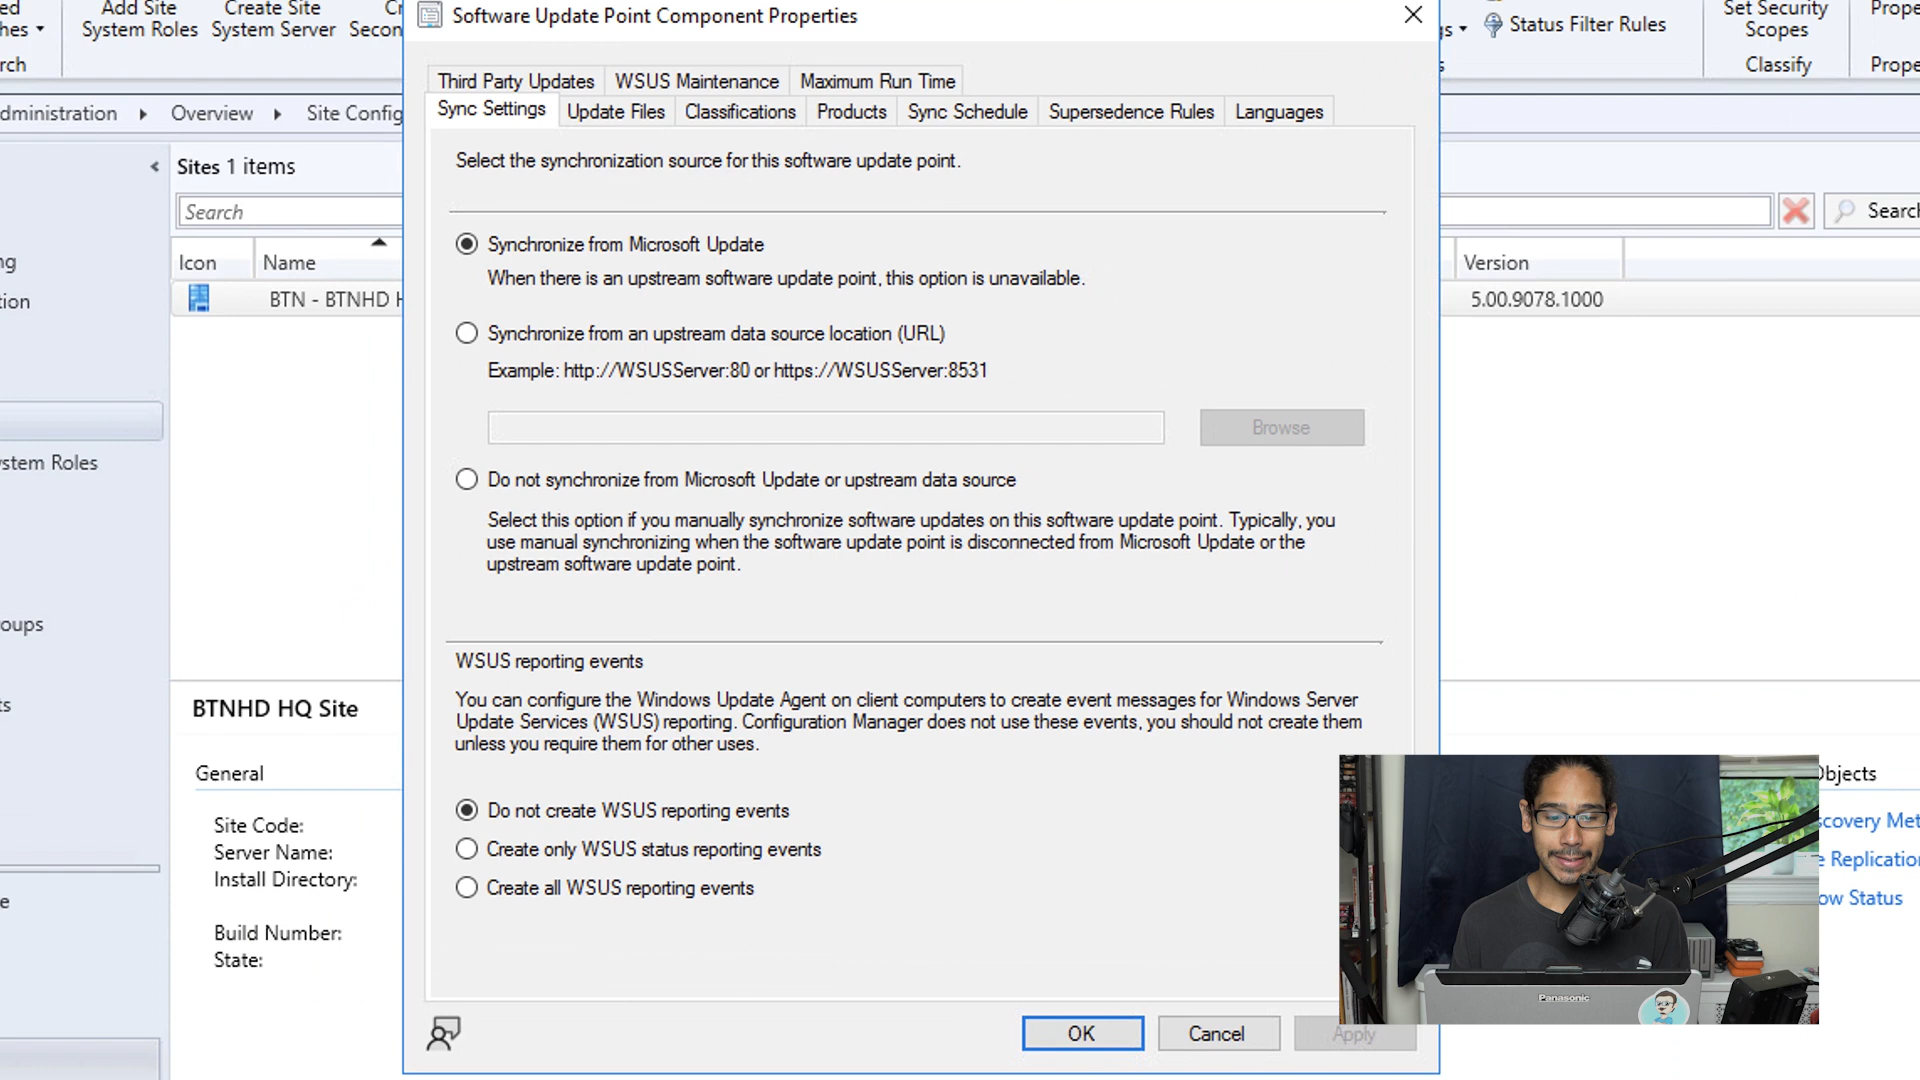 Add Site
System Roles
Create Site
System Server
Software Update Point Component Properties
Status Filter Rules
Set Security
Scopes
Classify
Third Party Updates
WSUS Maintenance
Maximum Run Time
Sync Settings
Update Files
Classifications
Products
Sync Schedule
Supersedence Rules
Languages
Overview
Sites 1 items
Search
Search
Icon
Name
Version
BTN - BTNHD
5.00.9078.1000
Select the synchronization source for this software update point.
Synchronize from Microsoft Update
When there is an upstream software update point, this option is unavailable.
Synchronize from an upstream data source location (URL)
Example: http://WSUSServer:80 or https://WSUSServer:8531
Browse
Do not synchronize from Microsoft Update or upstream data source
Select this option if you manually synchronize software updates on this software update point. Typically, you
use manual synchronizing when the software update point is disconnected from Microsoft Update or the
upstream software update point.
WSUS reporting events
You can configure the Windows Update Agent on client computers to create event messages for Windows Server
Update Services (WSUS) reporting. Configuration Manager does not use these events, you should not create them
unless you require them for other uses.
Do not create WSUS reporting events
Create only WSUS status reporting events
Create all WSUS reporting events
OK
Cancel
Apply
BTNHD HQ Site
General
Site Code:
Server Name:
Install Directory:
Build Number:
State:
Roles
Status
Panasonic